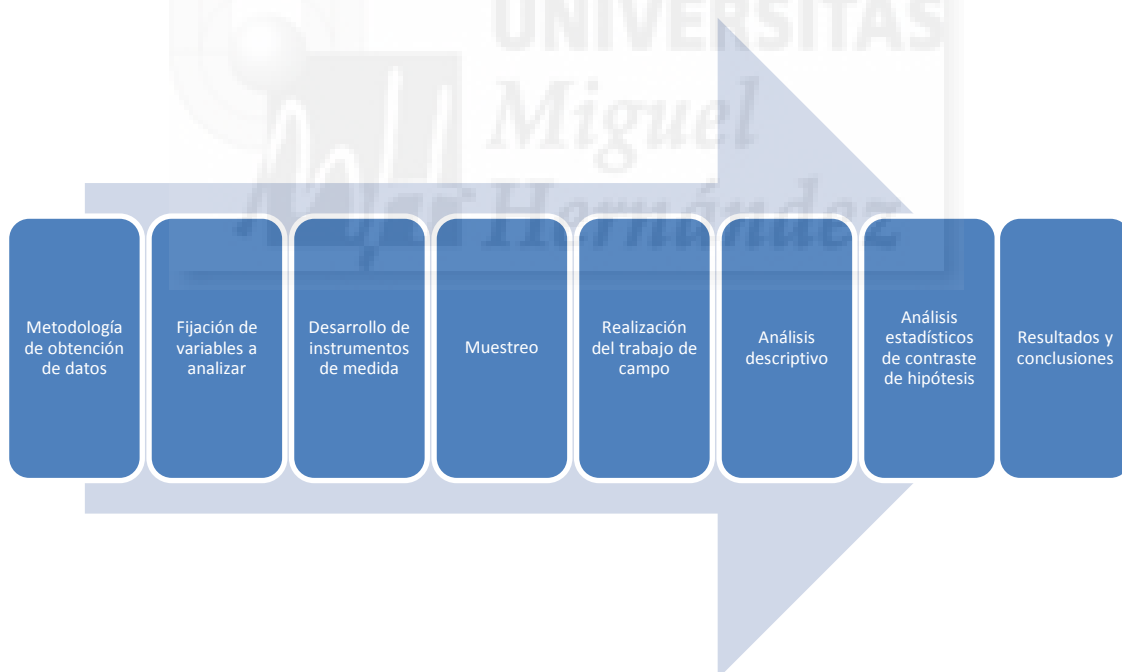 UNIVERSITAS
Miguel
Hernández
Metodología
de obtención
de datos
Fijación de
variables a
analizar
Desarrollo de
instrumentos
de medida
Muestreo
Realización
del trabajo de
campo
Análisis
descriptivo
Análisis
estadísticos
de contraste
de hipótesis
Resultados y
conclusiones